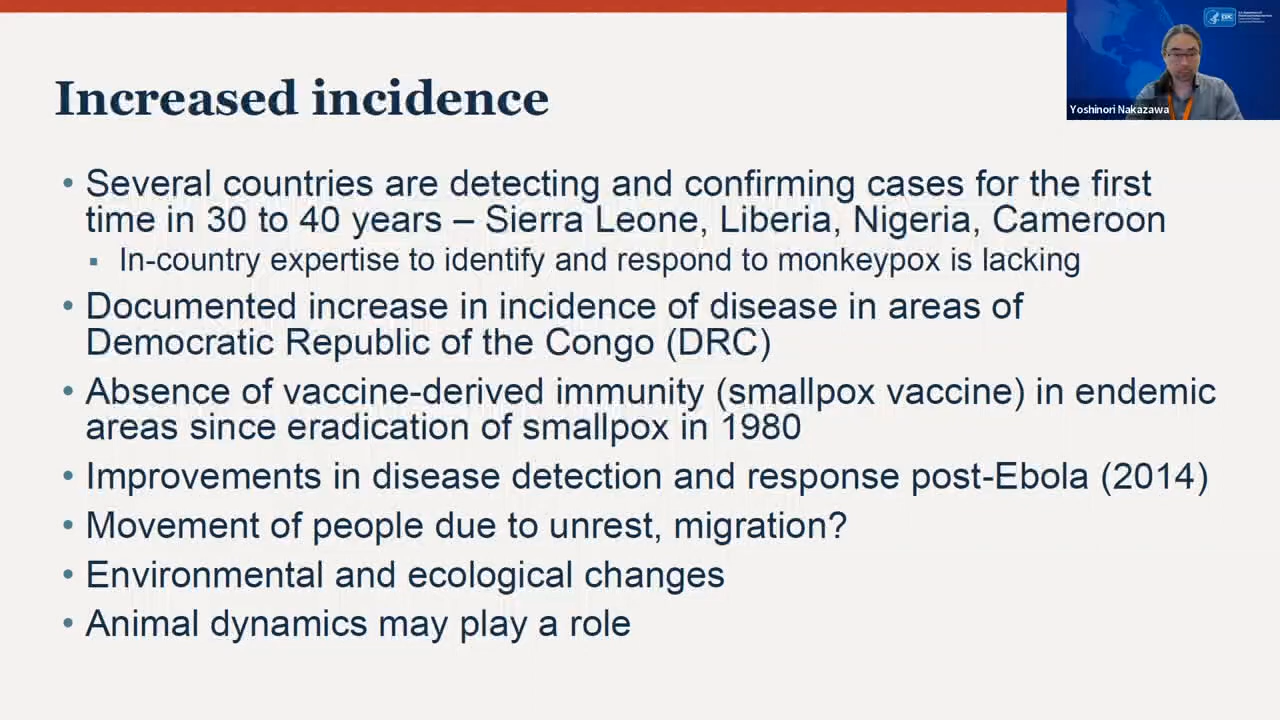 Increased incidence
CDC
Yoshinori Nakazawa
• Several countries are detecting and confirming cases for the first
time in 30 to 40 years – Sierra Leone, Liberia, Nigeria, Cameroon
▪ In-country expertise to identify and respond to monkeypox is lacking
• Documented increase in incidence of disease in areas of
Democratic Republic of the Congo (DRC)
• Absence of vaccine-derived immunity (smallpox vaccine) in endemic
areas since eradication of smallpox in 1980
• Improvements in disease detection and response post-Ebola (2014)
• Movement of people due to unrest, migration?
• Environmental and ecological changes
• Animal dynamics may play a role